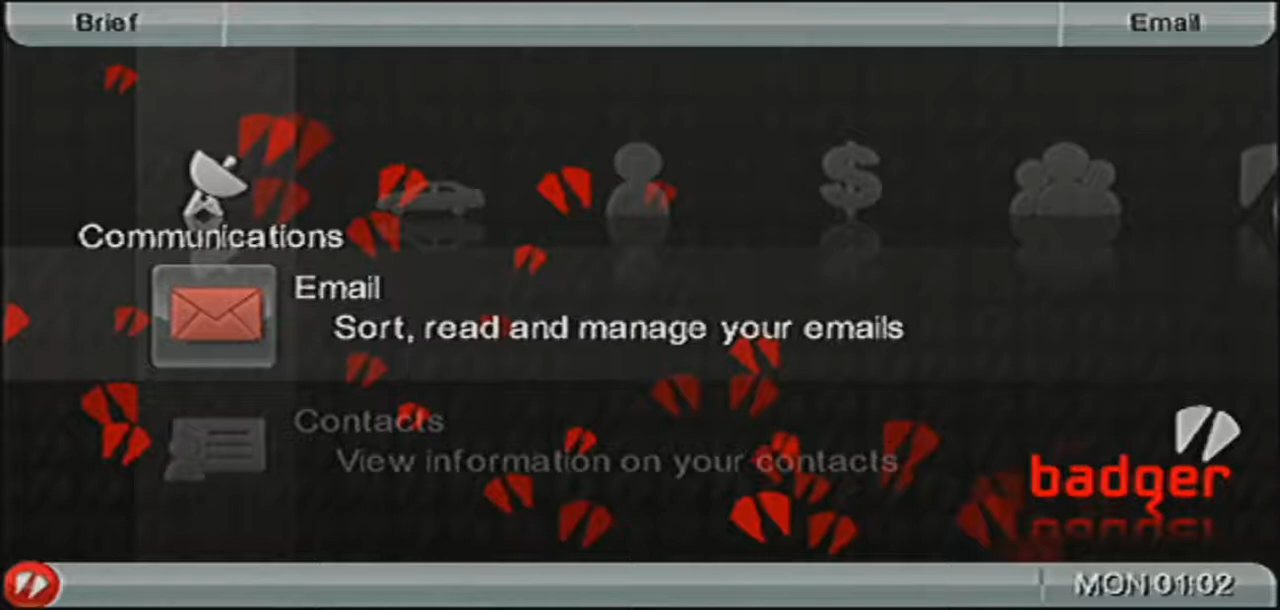 Brief
Email
Communications
Email
Sort, read and manage your emails
Contacts
View information on your contacts
badger
MON 01:02